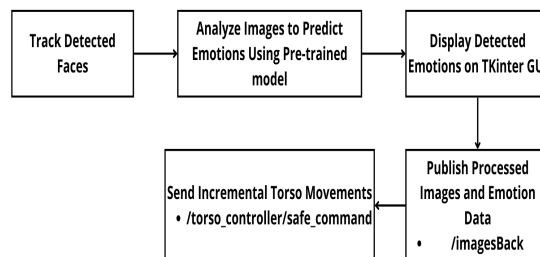 Track Detected
Faces
Analyze Images to Predict
Emotions Using Pre-trained
model
Display Detected
Emotions on TKinter GU
Send Incremental Torso Movements
• /torso_controller/safe_command
Publish Processed
Images and Emotion
Data
• /imagesBack